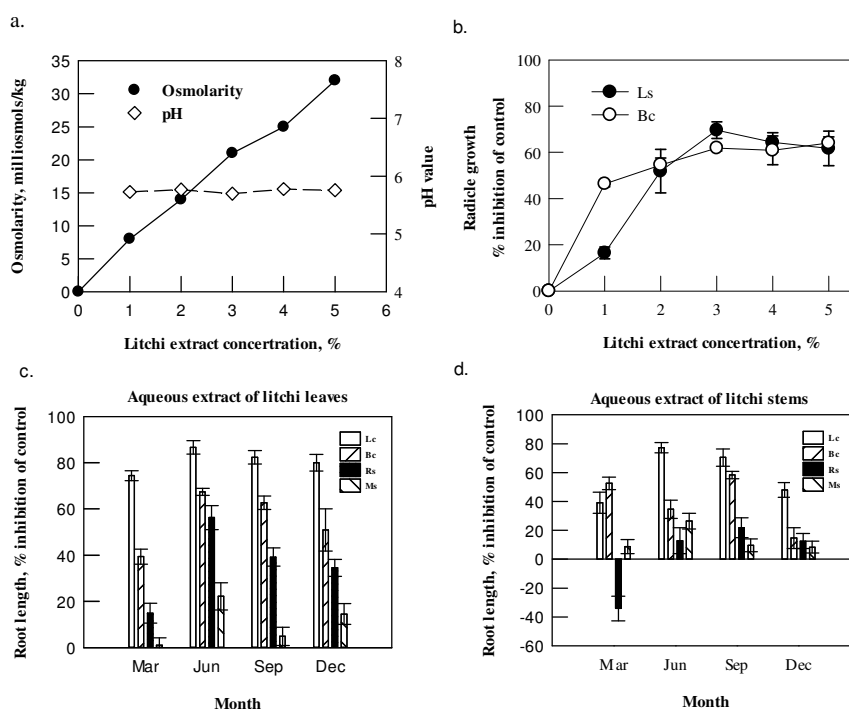 a.
35
30
25
20
15
10
5
0
Osmolarity, milliosmols/kg
Osmolarity
pH
8
7
6
5
4
pH value
0 1 2 3 4 5 6
Litchi extract concertration, %
b.
100
80
60
40
20
0
Radicle growth
% inhibition of control
Ls
Bc
0 1 2 3 4 5
Litchi extract concertration, %
c.
Aqueous extract of litchi leaves
100
80
60
40
20
0
Root length, % inhibition of control
Lc
Bc
Rs
Ms
Mar Jun Sep Dec
Month
d.
Aqueous extract of litchi stems
100
80
60
40
20
0
-20
-40
-60
Root length, % inhibition of control
Lc
Bc
Rs
Ms
Mar Jun Sep Dec
Month